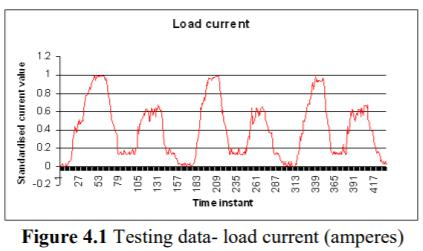 Load current
Standardised current value
1.2
1
0.8
0.6
0.4
0.2
0
-0.2
1 27 53 79 105 131 157 183 209 235 261 287 313 339 365 391 417
Time instant
Figure 4.1 Testing data- load current (amperes)